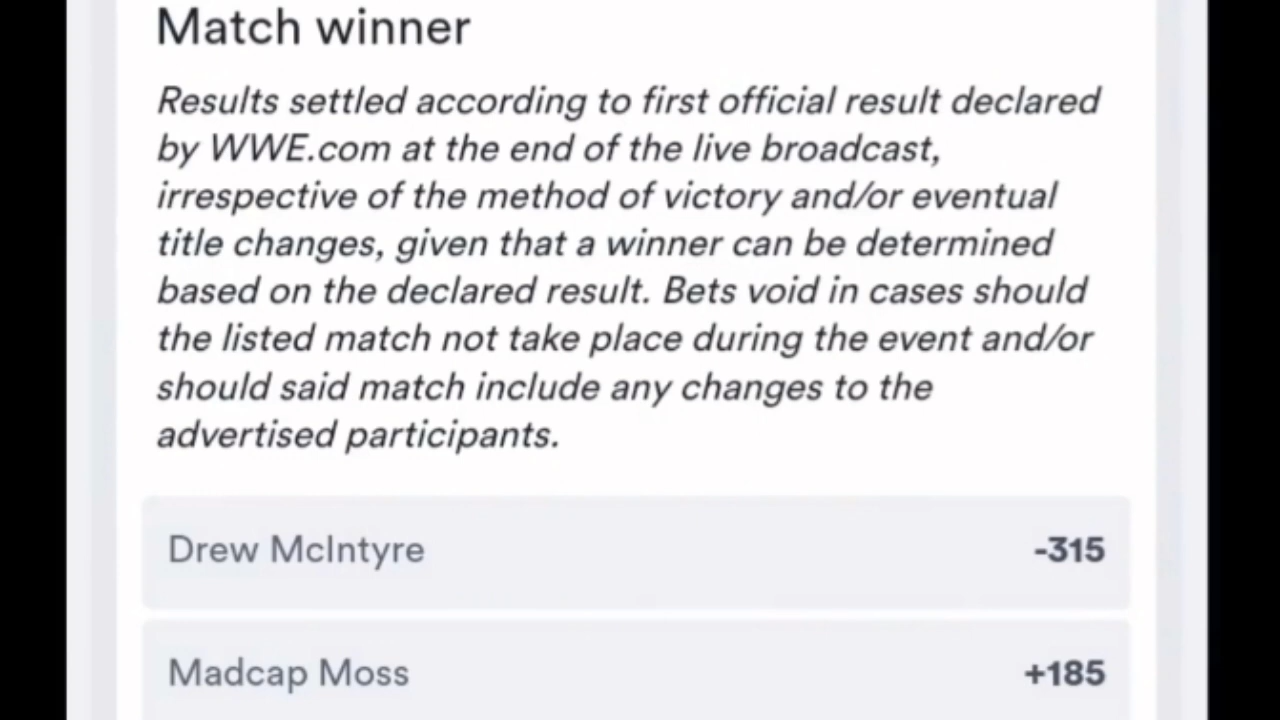 Match winner
Results settled according to first official result declared
by WWE.com at the end of the live broadcast,
irrespective of the method of victory and/or eventual
title changes, given that a winner can be determined
based on the declared result. Bets void in cases should
the listed match not take place during the event and/or
should said match include any changes to the
advertised participants.
Drew McIntyre -315
Madcap Moss +185